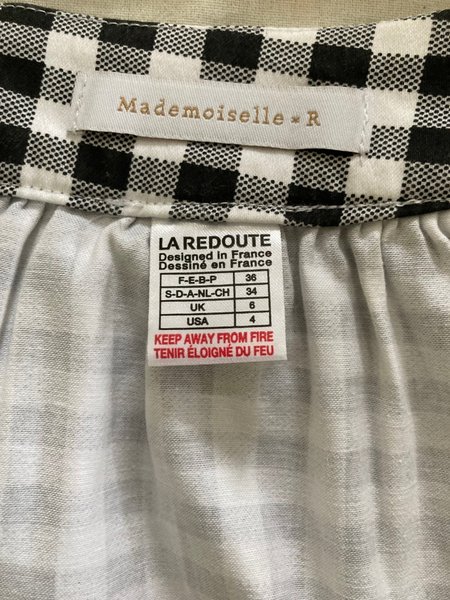 Mademoiselle * R
LA REDOUTE
Designed in France
Dessiné en France
F-E-B-P 36
S-D-A-NL-CH 34
UK 6
USA 4
KEEP AWAY FROM FIRE
TENIR ÉLOIGNÉ DU FEU